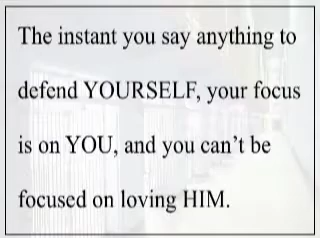 The instant you say anything to
defend YOURSELF, your focus
is on YOU, and you can't be
focused on loving HIM.